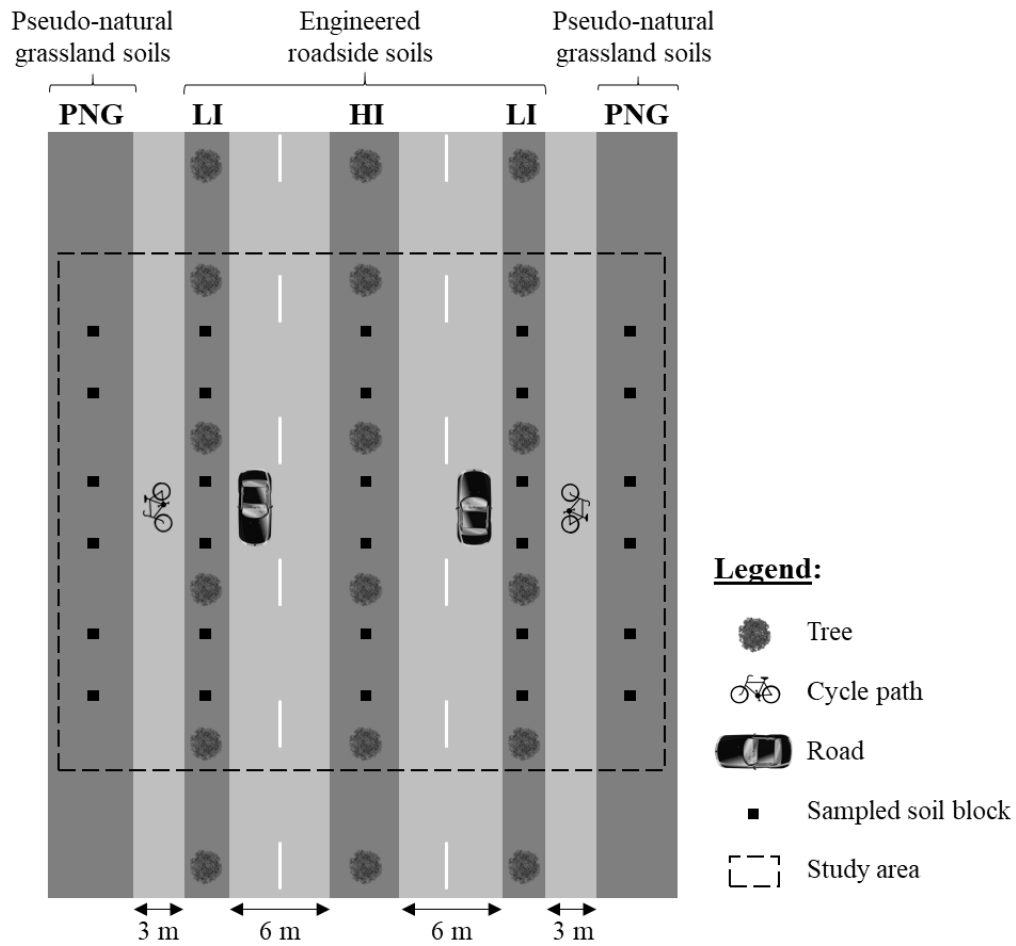 Pseudo-natural
grassland soils
Engineered
roadside soils
Pseudo-natural
grassland soils
PNG
LI
HI
LI
PNG
Legend:
Tree
Cycle path
Road
Sampled soil block
Study area
3 m
6 m
6 m
3 m